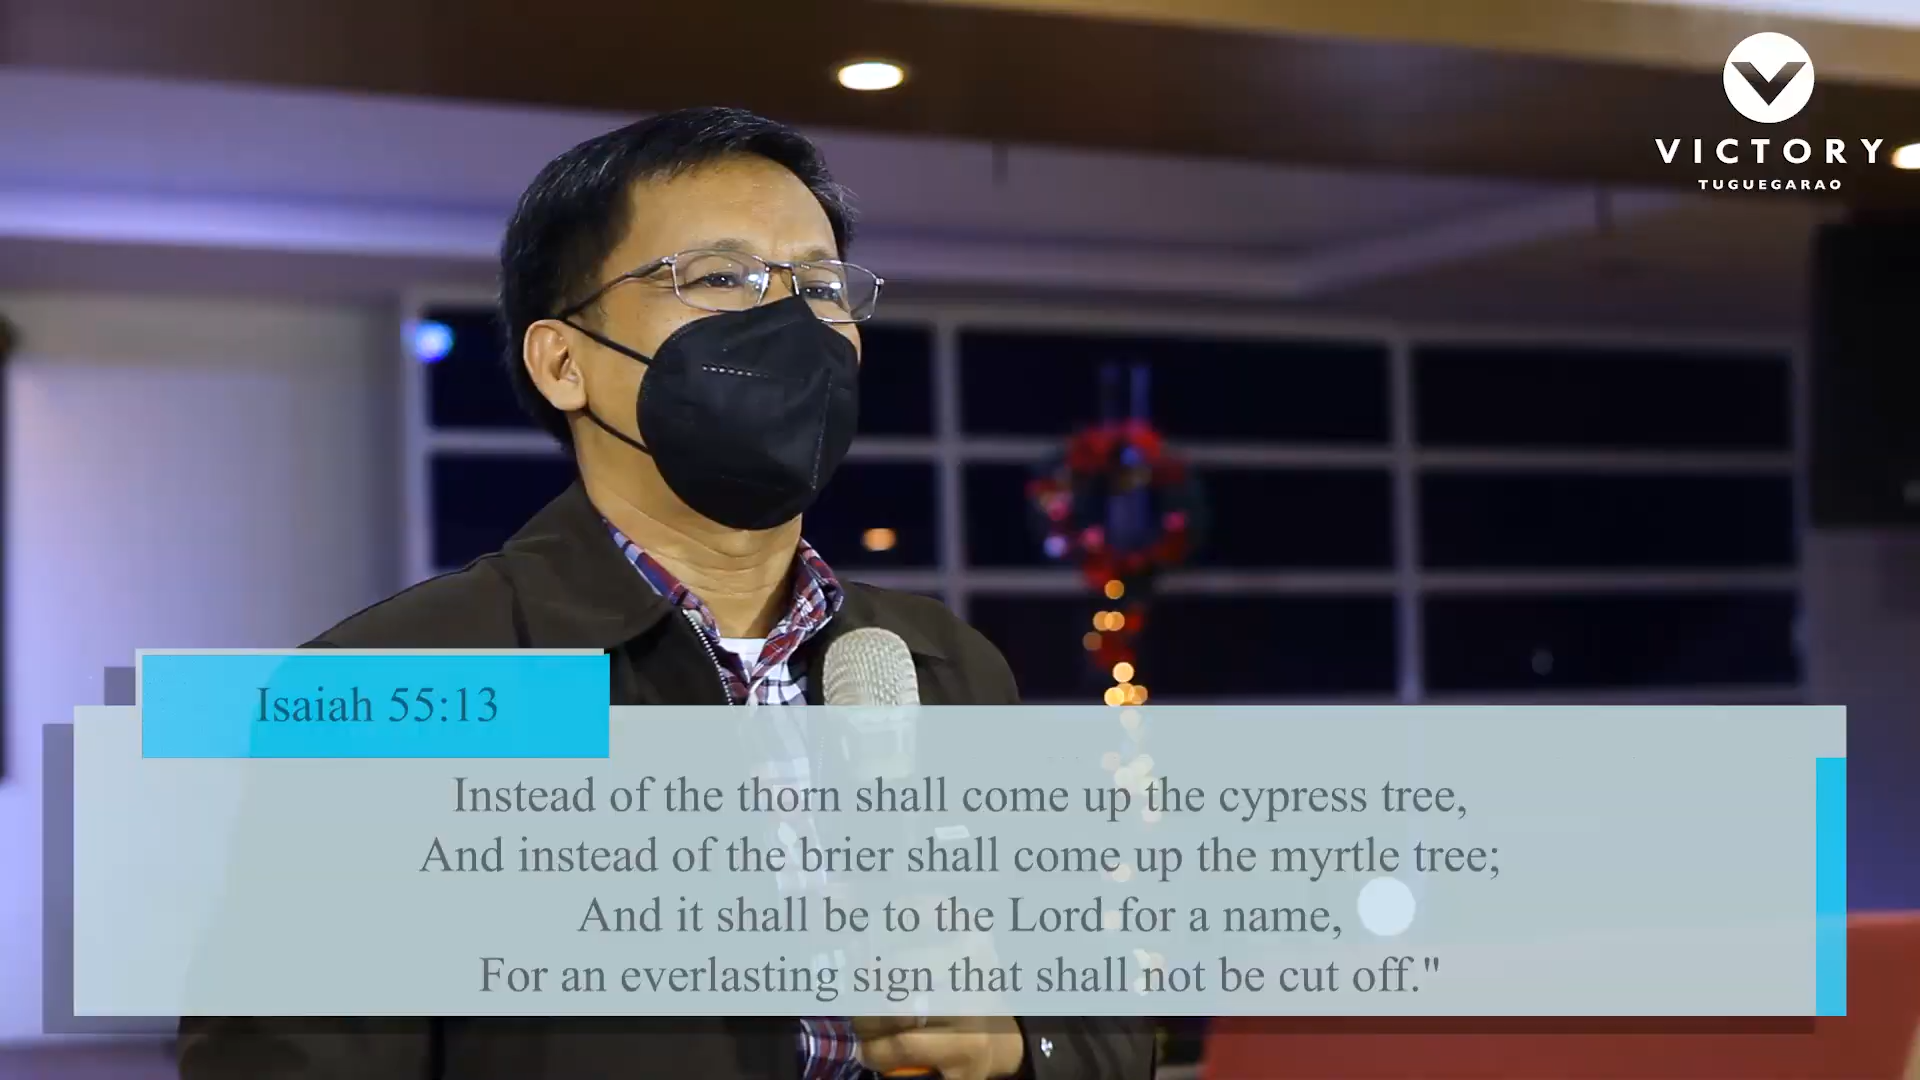 VICTORY
TUGUEGARAO
Isaiah 55:13
Instead of the thorn shall come up the cypress tree,
And instead of the brier shall come up the myrtle tree;
And it shall be to the Lord for a name,
For an everlasting sign that shall not be cut off."